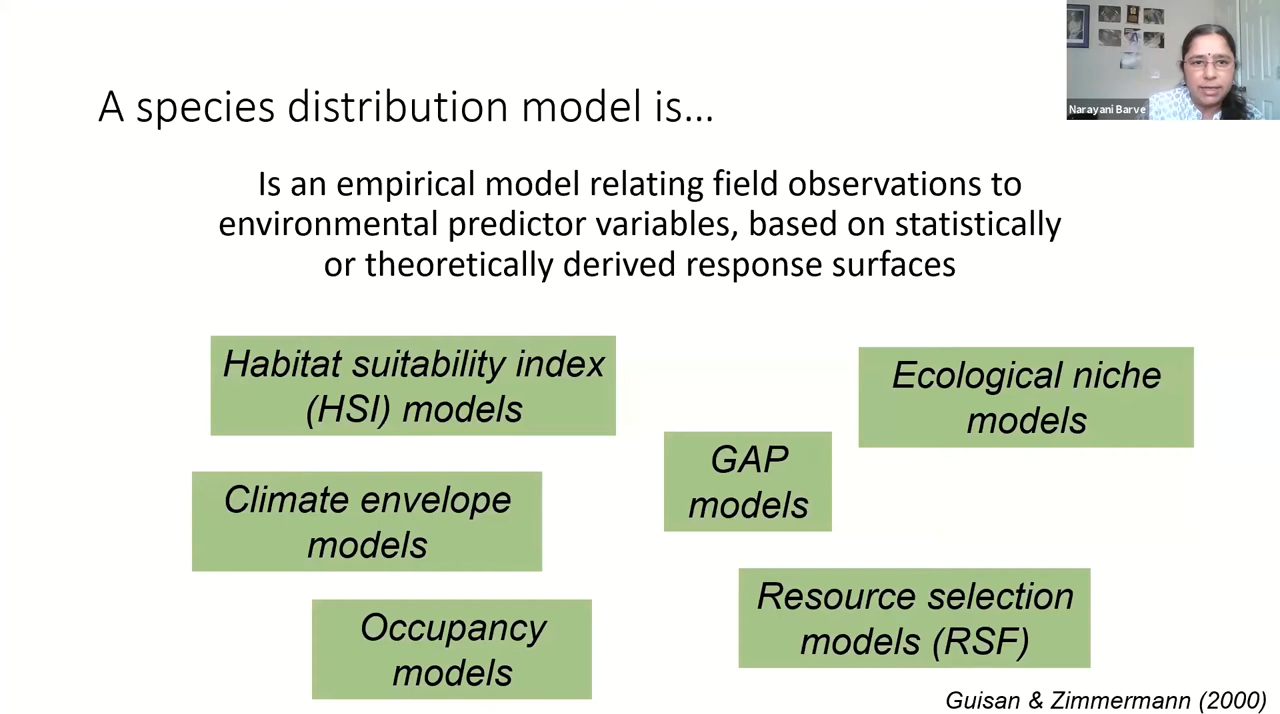 Narayani Barve
A species distribution model is...
Is an empirical model relating field observations to
environmental predictor variables, based on statistically
or theoretically derived response surfaces
Habitat suitability index
(HSI) models
Ecological niche
models
GAP
models
Climate envelope
models
Resource selection
models (RSF)
Occupancy
models
Guisan & Zimmermann (2000)